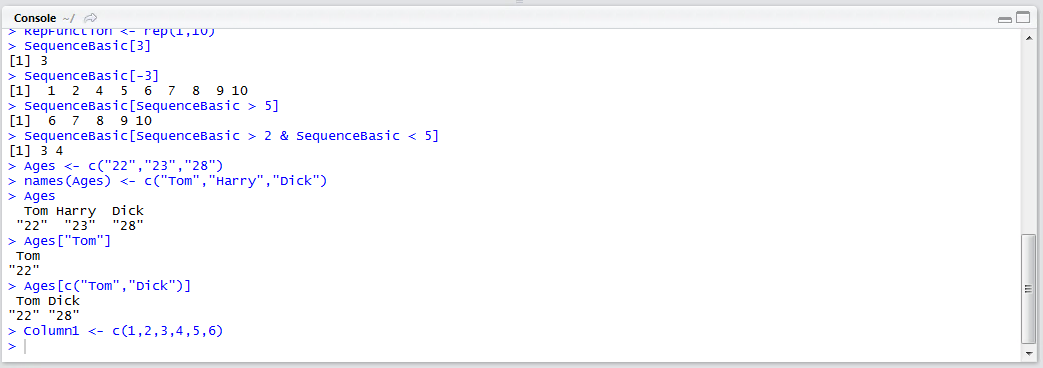 Console ~/
> RepFunction <- rep(1,10)
> SequenceBasic[3]
[1] 3
> SequenceBasic[-3]
[1]  1  2  4  5  6  7  8  9 10
> SequenceBasic[SequenceBasic > 5]
[1]  6  7  8  9 10
> SequenceBasic[SequenceBasic > 2 & SequenceBasic < 5]
[1] 3 4
> Ages <- c("22","23","28")
> names(Ages) <- c("Tom","Harry","Dick")
> Ages
  Tom Harry  Dick
 "22"  "23"  "28"
> Ages["Tom"]
 Tom
"22"
> Ages[c("Tom","Dick")]
 Tom Dick
"22" "28"
> Column1 <- c(1,2,3,4,5,6)
>